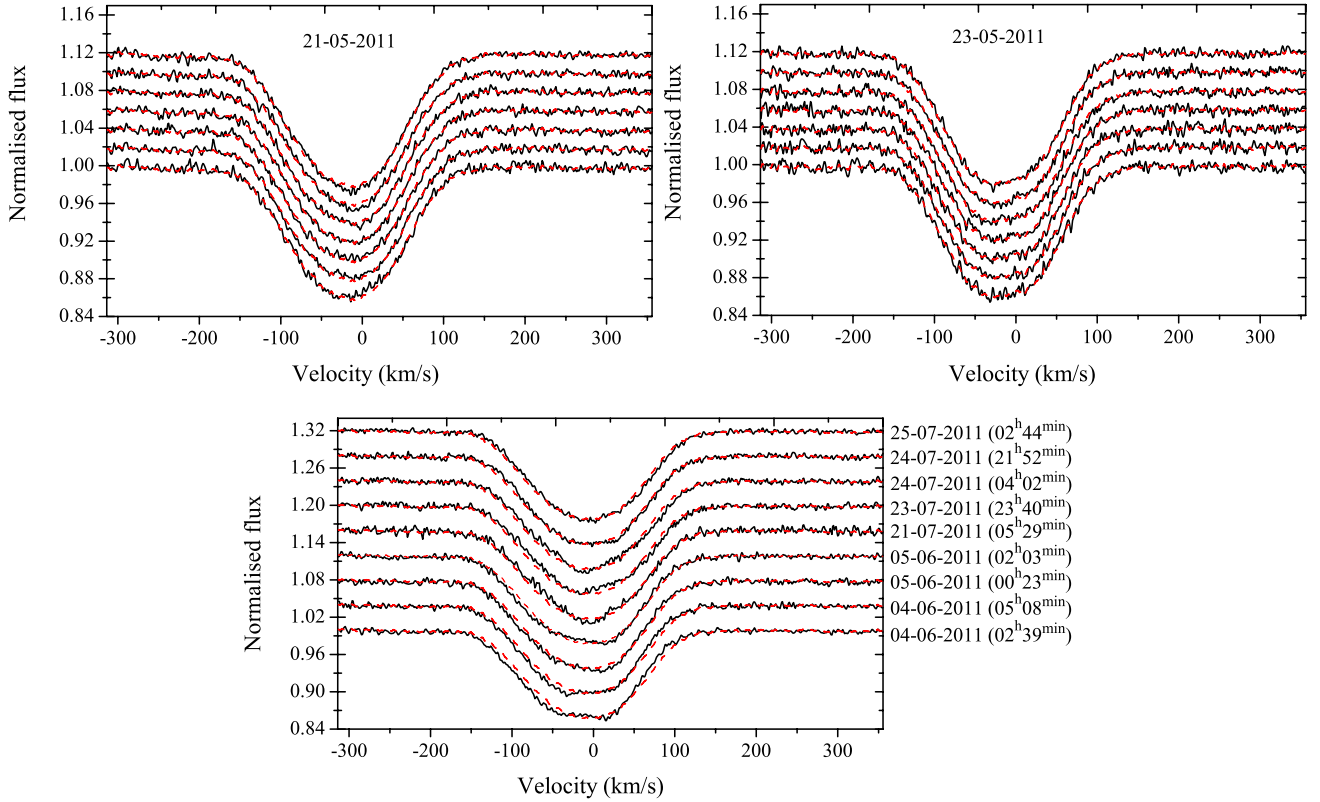 21-05-2011
1.16
1.12
1.08
1.04
1.00
0.96
0.92
0.88
0.84
Normalised flux
-300 -200 -100 0 100 200 300
Velocity (km/s)
23-05-2011
1.16
1.12
1.08
1.04
1.00
0.96
0.92
0.88
0.84
Normalised flux
-300 -200 -100 0 100 200 300
Velocity (km/s)
1.32
1.26
1.20
1.14
1.08
1.02
0.96
0.90
0.84
Normalised flux
-300 -200 -100 0 100 200 300
Velocity (km/s)
25-07-2011 (02h44min)
24-07-2011 (21h52min)
24-07-2011 (04h02min)
23-07-2011 (23h40min)
21-07-2011 (05h29min)
05-06-2011 (02h03min)
05-06-2011 (00h23min)
04-06-2011 (05h08min)
04-06-2011 (02h39min)